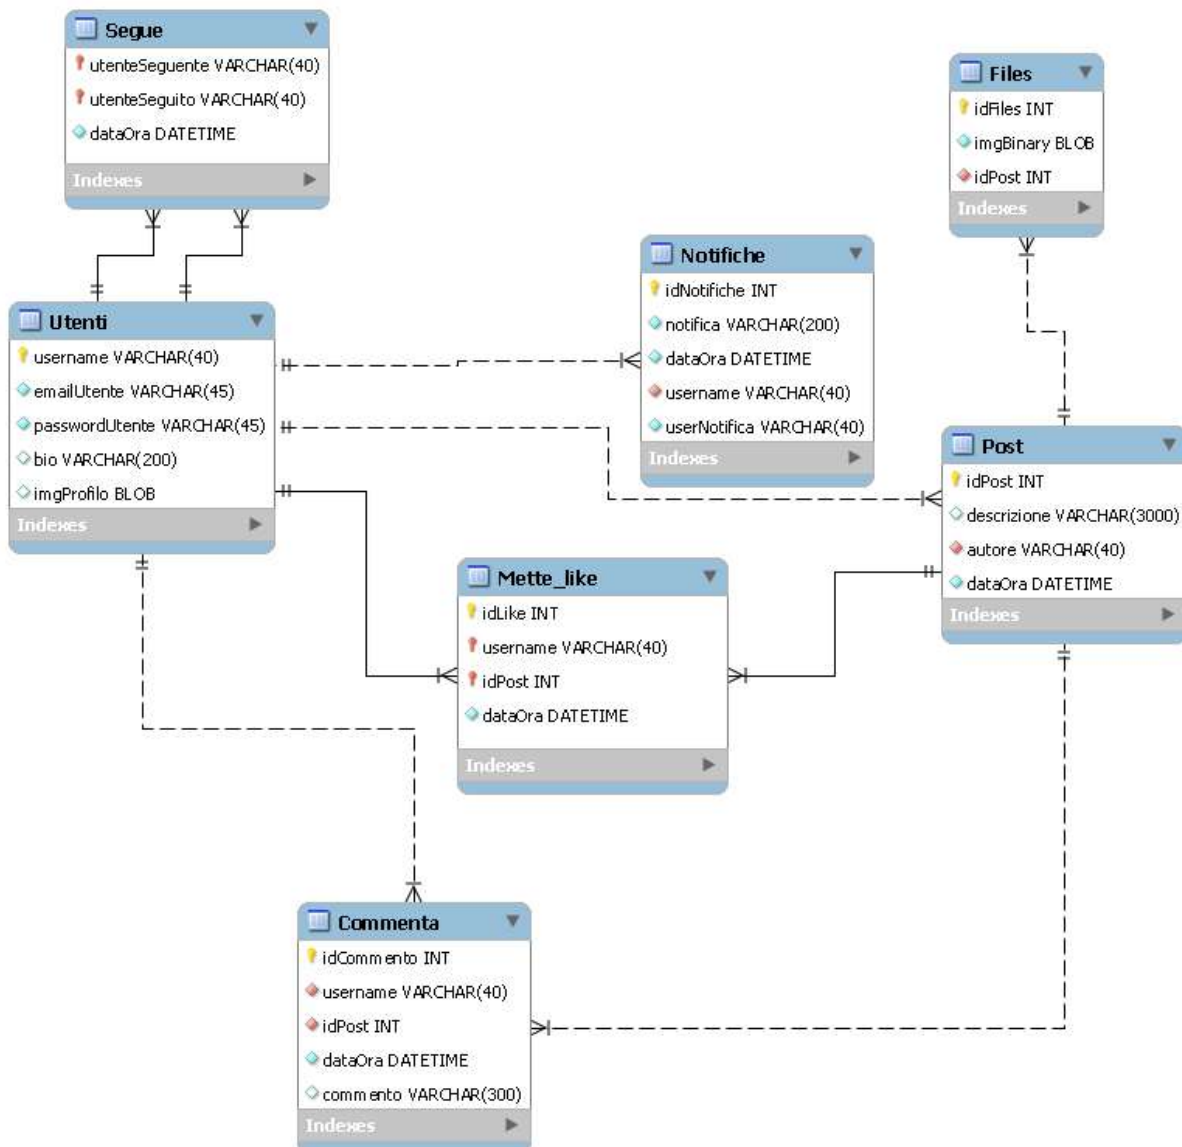 Segue
utenteSeguente VARCHAR(40)
utenteSeguito VARCHAR(40)
dataOra DATETIME
Indexes
Files
idFiles INT
imgBinary BLOB
idPost INT
Indexes
Notifiche
idNotifiche INT
notifica VARCHAR(200)
dataOra DATETIME
username VARCHAR(40)
userNotifica VARCHAR(40)
Indexes
Utenti
username VARCHAR(40)
emailUtente VARCHAR(45)
passwordUtente VARCHAR(45)
bio VARCHAR(200)
imgProfilo BLOB
Indexes
Post
idPost INT
descrizione VARCHAR(3000)
autore VARCHAR(40)
dataOra DATETIME
Indexes
Mette_like
idLike INT
username VARCHAR(40)
idPost INT
dataOra DATETIME
Indexes
Commenta
idCommento INT
username VARCHAR(40)
idPost INT
dataOra DATETIME
commento VARCHAR(300)
Indexes